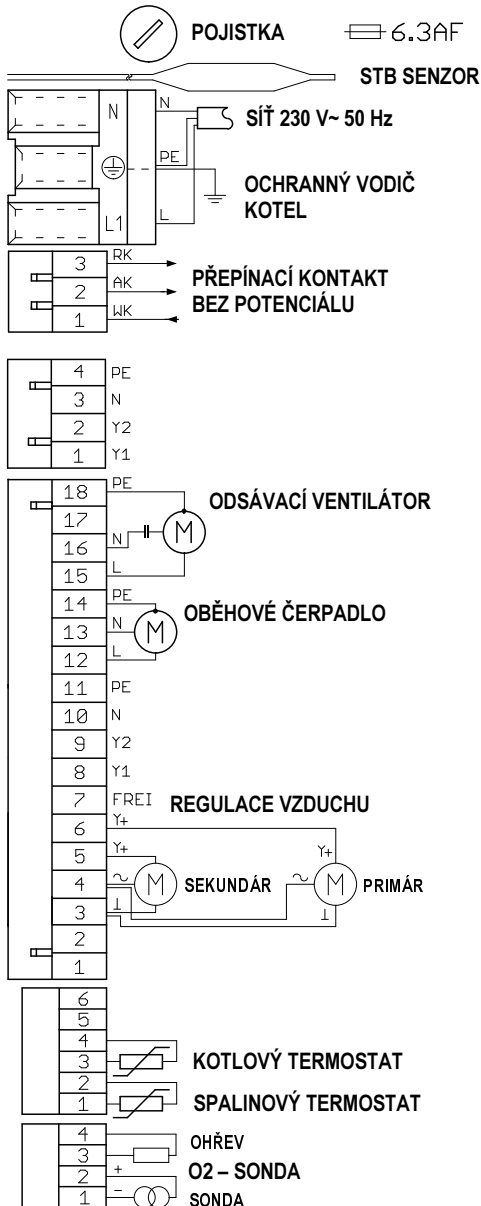 POJISTKA 6.3AF
STB SENZOR
N N
SÍŤ 230 V~ 50 Hz
PE
OCHRANNÝ VODIČ
KOTEL
L1 L
3 RK
2 AK PŘEPÍNACÍ KONTAKT
BEZ POTENCIÁLU
1 WK
4 PE
3 N
2 Y2
1 Y1
18 PE
ODSÁVACÍ VENTILÁTOR
17
16 N M
15 L
14 PE
OBĚHOVÉ ČERPADLO
13 N M
12 L
11 PE
10 N
9 Y2
8 Y1
7 FREI REGULACE VZDUCHU
6 Y+
5 Y+ Y+
4 ~ M SEKUNDÁR ~ M PRIMÁR
3 ⊥ ⊥
2
1
6
5
4
3 KOTLOVÝ TERMOSTAT
2
1 SPALINOVÝ TERMOSTAT
4 OHŘEV
3
2 + O2 – SONDA
1 - SONDA